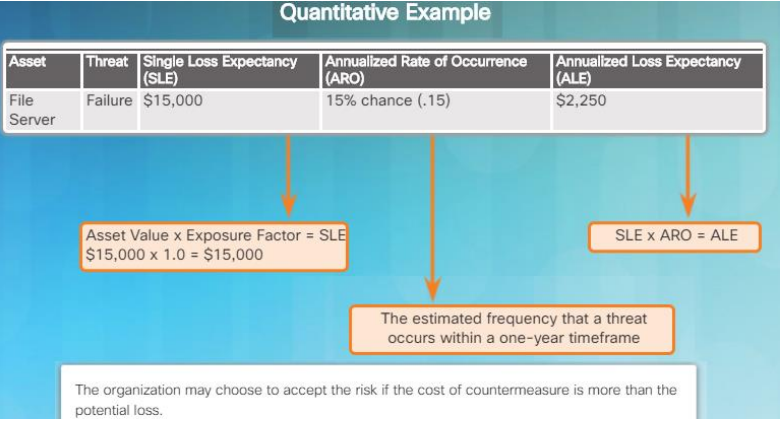 Quantitative Example
Asset Threat Single Loss Expectancy (SLE) Annualized Rate of Occurrence (ARO) Annualized Loss Expectancy (ALE)
File Server Failure $15,000 15% chance (.15) $2,250
Asset Value x Exposure Factor = SLE
$15,000 x 1.0 = $15,000
SLE x ARO = ALE
The estimated frequency that a threat
occurs within a one-year timeframe
The organization may choose to accept the risk if the cost of countermeasure is more than the
potential loss.